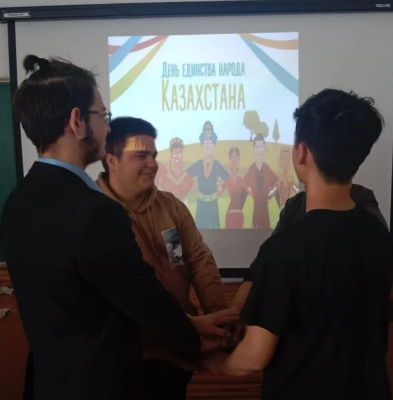 День единства народа
Казахстана